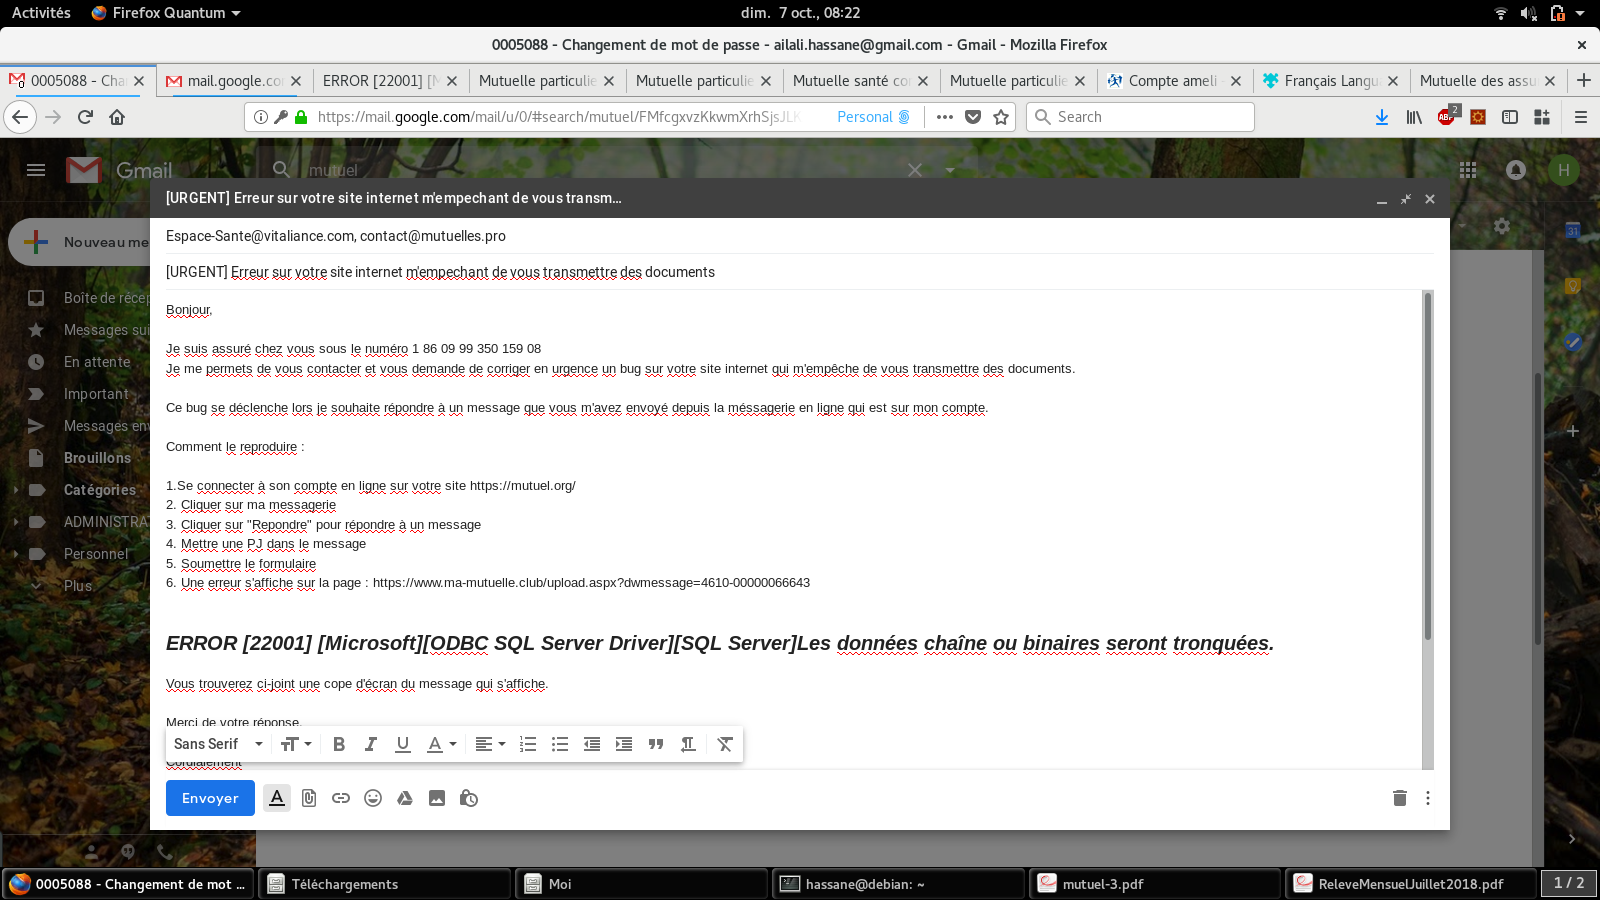 Activités
Firefox Quantum
dim. 7 oct., 08:22
0005088 - Changement de mot de passe - ailali.hassane@gmail.com - Gmail - Mozilla Firefox
0005088 - Cha
mail.google.co
ERROR [22001] [M
Mutuelle particulie
Mutuelle particulie
Mutuelle santé co
Mutuelle particulie
Compte ameli -
Français Langu
Mutuelle des assu
https://mail.google.com/mail/u/0/#search/mutuel/FMfcgxvzKkwmXrhSjsJLK
Personal
Search
ABP
2
Gmail
mutuel
H
[URGENT] Erreur sur votre site internet m'empechant de vous transm...
Nouveau me
Espace-Sante@vitaliance.com, contact@mutuelles.pro
[URGENT] Erreur sur votre site internet m'empechant de vous transmettre des documents
Boîte de récep
Messages sui
En attente
Important
Messages env
Brouillons
Catégories
ADMINISTRA
Personnel
Plus
Bonjour,
Je suis assuré chez vous sous le numéro 1 86 09 99 350 159 08
Je me permets de vous contacter et vous demande de corriger en urgence un bug sur votre site internet qui m'empêche de vous transmettre des documents.
Ce bug se déclenche lors je souhaite répondre à un message que vous m'avez envoyé depuis la méssagerie en ligne qui est sur mon compte.
Comment le reproduire :
1.Se connecter à son compte en ligne sur votre site https://mutuel.org/
2. Cliquer sur ma messagerie
3. Cliquer sur "Repondre" pour répondre à un message
4. Mettre une PJ dans le message
5. Soumettre le formulaire
6. Une erreur s'affiche sur la page : https://www.ma-mutuelle.club/upload.aspx?dwmessage=4610-00000066643
ERROR [22001] [Microsoft][ODBC SQL Server Driver][SQL Server]Les données chaîne ou binaires seront tronquées.
Vous trouverez ci-joint une cope d'écran du message qui s'affiche.
Merci de votre réponse.
Sans Serif
Cordialement
Envoyer
0005088 - Changement de mot ...
Téléchargements
Moi
hassane@debian: ~
mutuel-3.pdf
ReleveMensuelJuillet2018.pdf
1 / 2